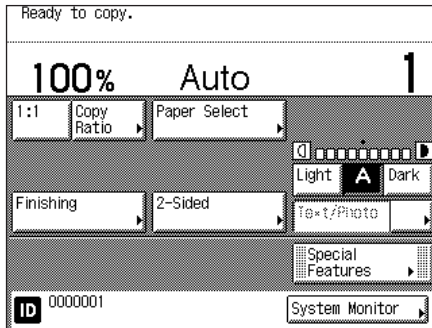 Ready to copy.
100% Auto 1
1:1 Copy Ratio Paper Select
Light A Dark
Finishing 2-Sided Text/Photo
Special Features
ID 0000001 System Monitor